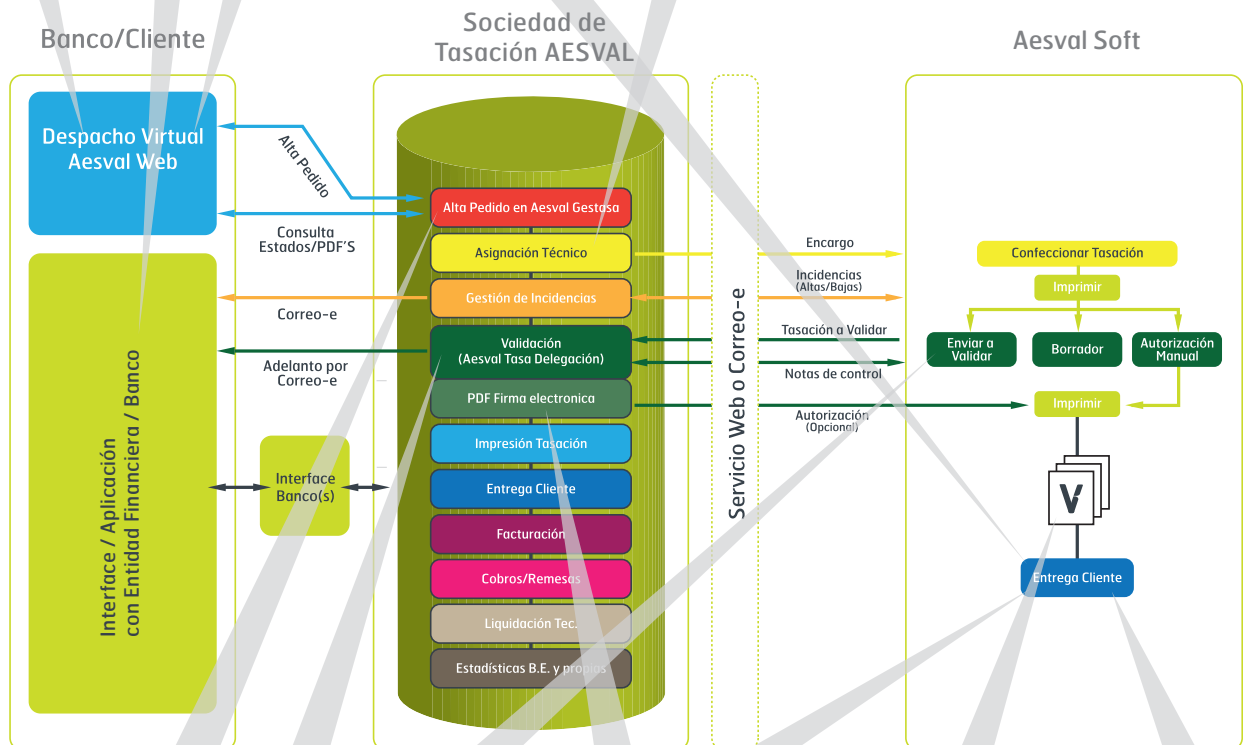 Banco/Cliente
Sociedad de
Tasación AESVAL
Aesval Soft
Despacho Virtual
Aesval Web
Interface / Aplicación
con Entidad Financiera / Banco
Alta Pedido
Consulta
Estados/PDF'S
Correo-e
Adelanto por
Correo-e
Interface
Banco(s)
Alta Pedido en Aesval Gestasa
Asignación Técnico
Gestión de Incidencias
Validación
(Aesval Tasa Delegación)
PDF Firma electronica
Impresión Tasación
Entrega Cliente
Facturación
Cobros/Remesas
Liquidación Tec.
Estadísticas B.E. y propias
Servicio Web o Correo-e
Encargo
Incidencias
(Altas/Bajas)
Tasación a Validar
Notas de control
Autorización
(Opcional)
Confeccionar Tasación
Imprimir
Enviar a
Validar
Borrador
Autorización
Manual
Imprimir
V
Entrega Cliente